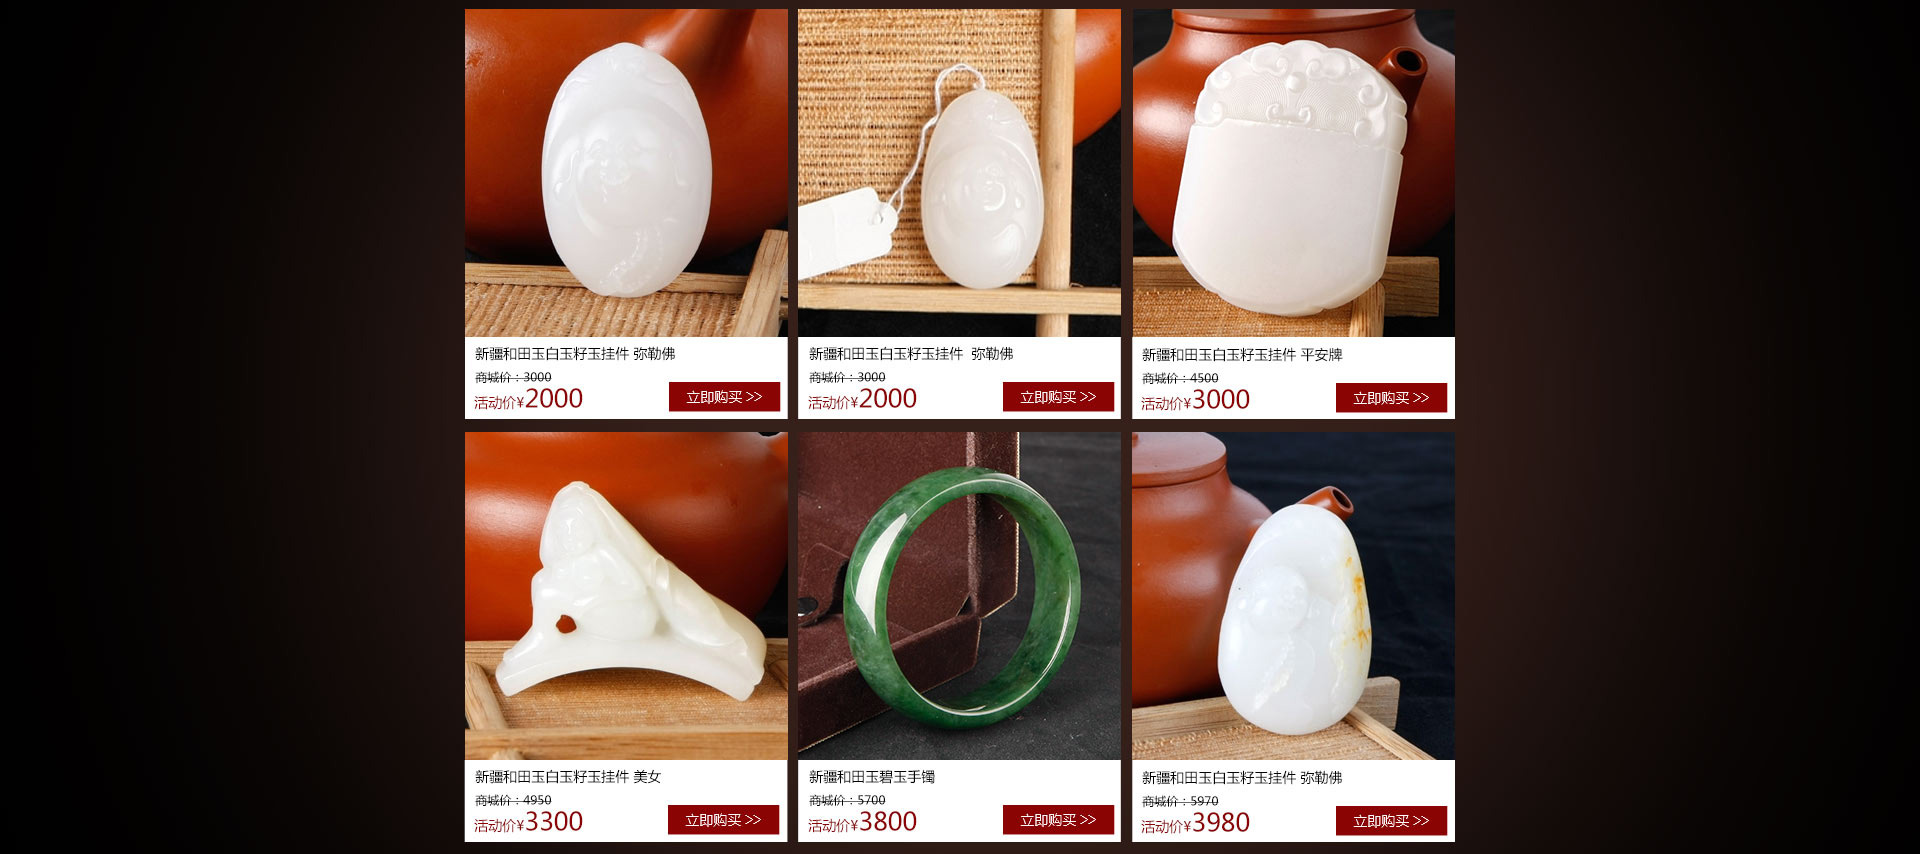 新疆和田玉白玉籽玉挂件 弥勒佛
商城价：3000
活动价¥2000
立即购买 >>
新疆和田玉白玉籽玉挂件 弥勒佛
商城价：3000
活动价¥2000
立即购买 >>
新疆和田玉白玉籽玉挂件 平安牌
商城价：4500
活动价¥3000
立即购买 >>
新疆和田玉白玉籽玉挂件 美女
商城价：4950
活动价¥3300
立即购买 >>
新疆和田玉碧玉手镯
商城价：5700
活动价¥3800
立即购买 >>
新疆和田玉白玉籽玉挂件 弥勒佛
商城价：5970
活动价¥3980
立即购买 >>